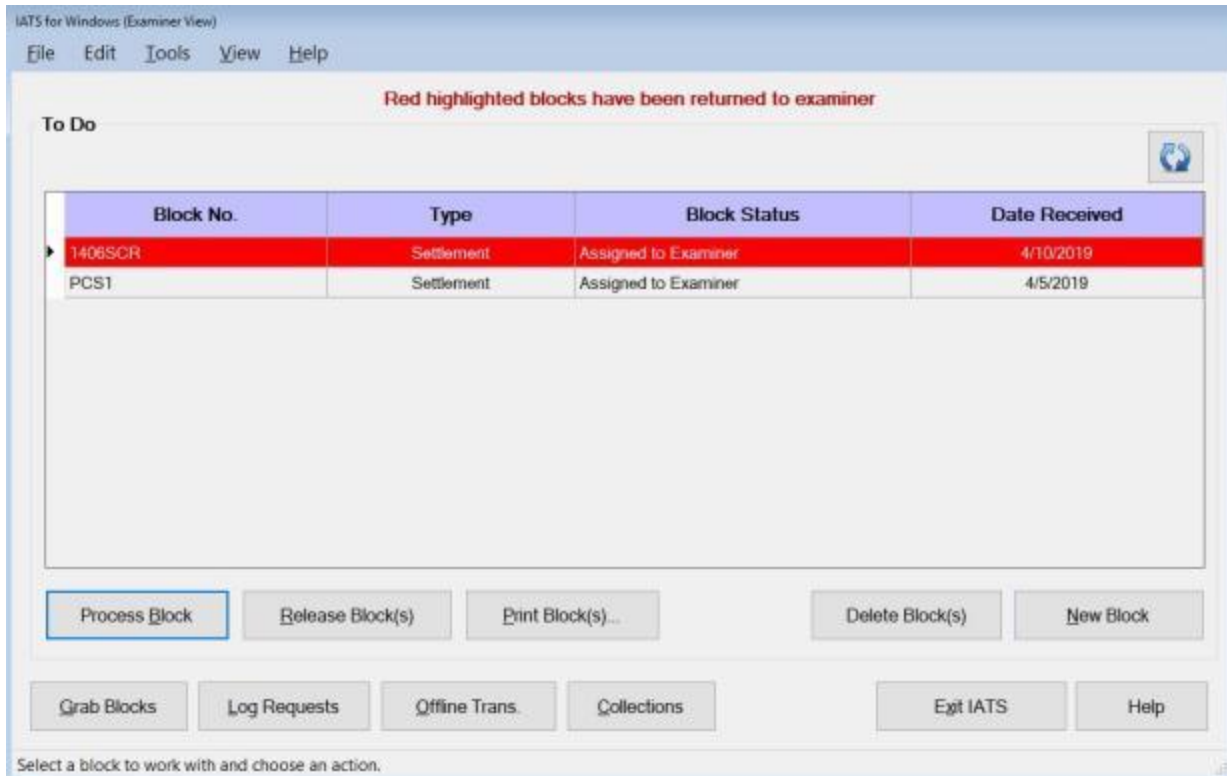 IATS for Windows (Examiner View)
File Edit Tools View Help
Red highlighted blocks have been returned to examiner
To Do
Block No. Type Block Status Date Received
1406SCR Settlement Assigned to Examiner 4/10/2019
PCS1 Settlement Assigned to Examiner 4/5/2019
Process Block Release Block(s) Print Block(s)... Delete Block(s) New Block
Grab Blocks Log Requests Offline Trans. Collections Exit IATS Help
Select a block to work with and choose an action.